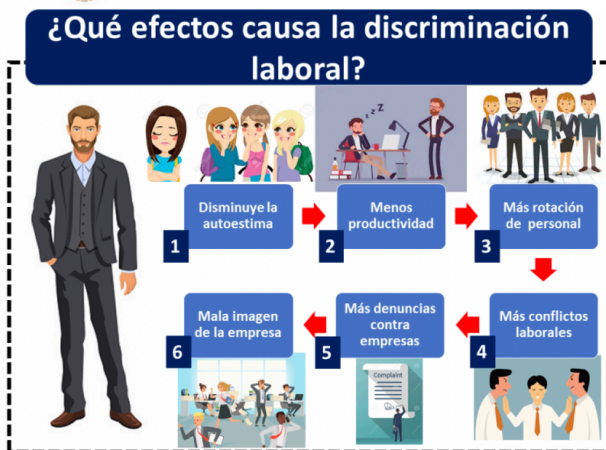 ¿Qué efectos causa la discriminación
laboral?
z z Z
Disminuye la
autoestima
1
Menos
productividad
2
Más rotación
de personal
3
Más conflictos
laborales
4
Más denuncias
contra
empresas
5
Mala imagen
de la empresa
6
Complaint